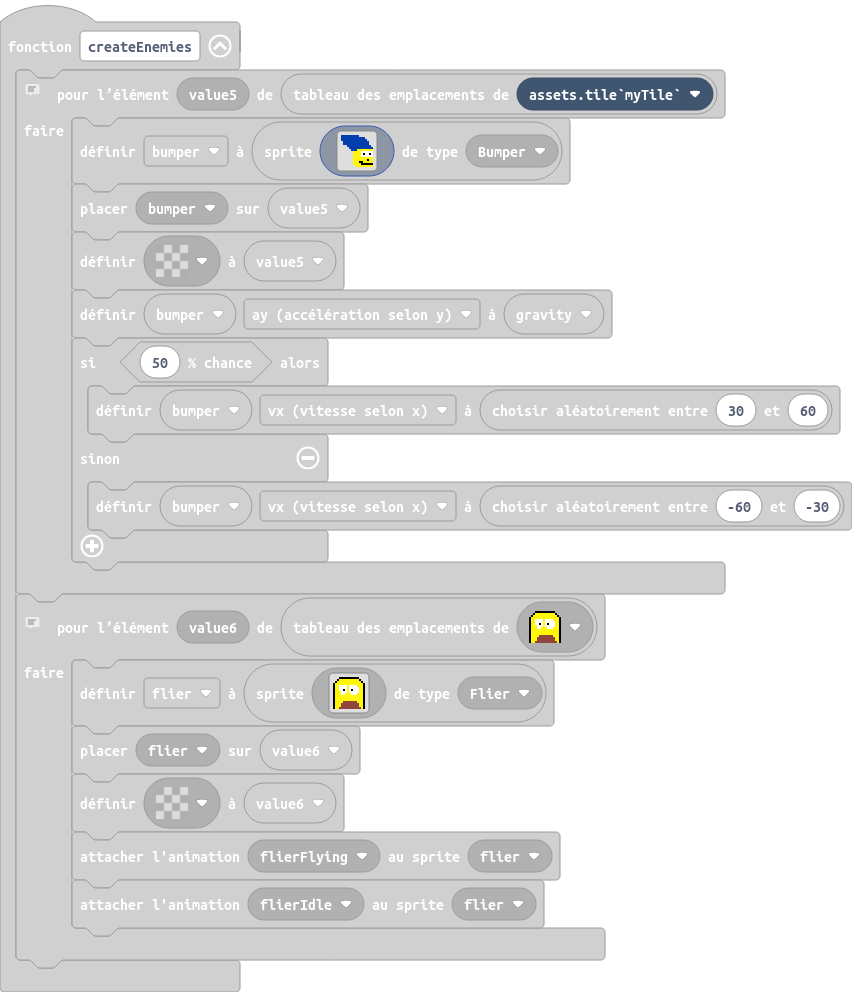 fonction createEnemies
pour l’élément value5 de tableau des emplacements de assets.tile`myTile`
faire
définir bumper à sprite de type Bumper
placer bumper sur value5
définir à value5
définir bumper ay (accélération selon y) à gravity
si 50 % chance alors
définir bumper vx (vitesse selon x) à choisir aléatoirement entre 30 et 60
sinon
définir bumper vx (vitesse selon x) à choisir aléatoirement entre -60 et -30
pour l’élément value6 de tableau des emplacements de
faire
définir flier à sprite de type Flier
placer flier sur value6
définir à value6
attacher l'animation flierFlying au sprite flier
attacher l'animation flierIdle au sprite flier